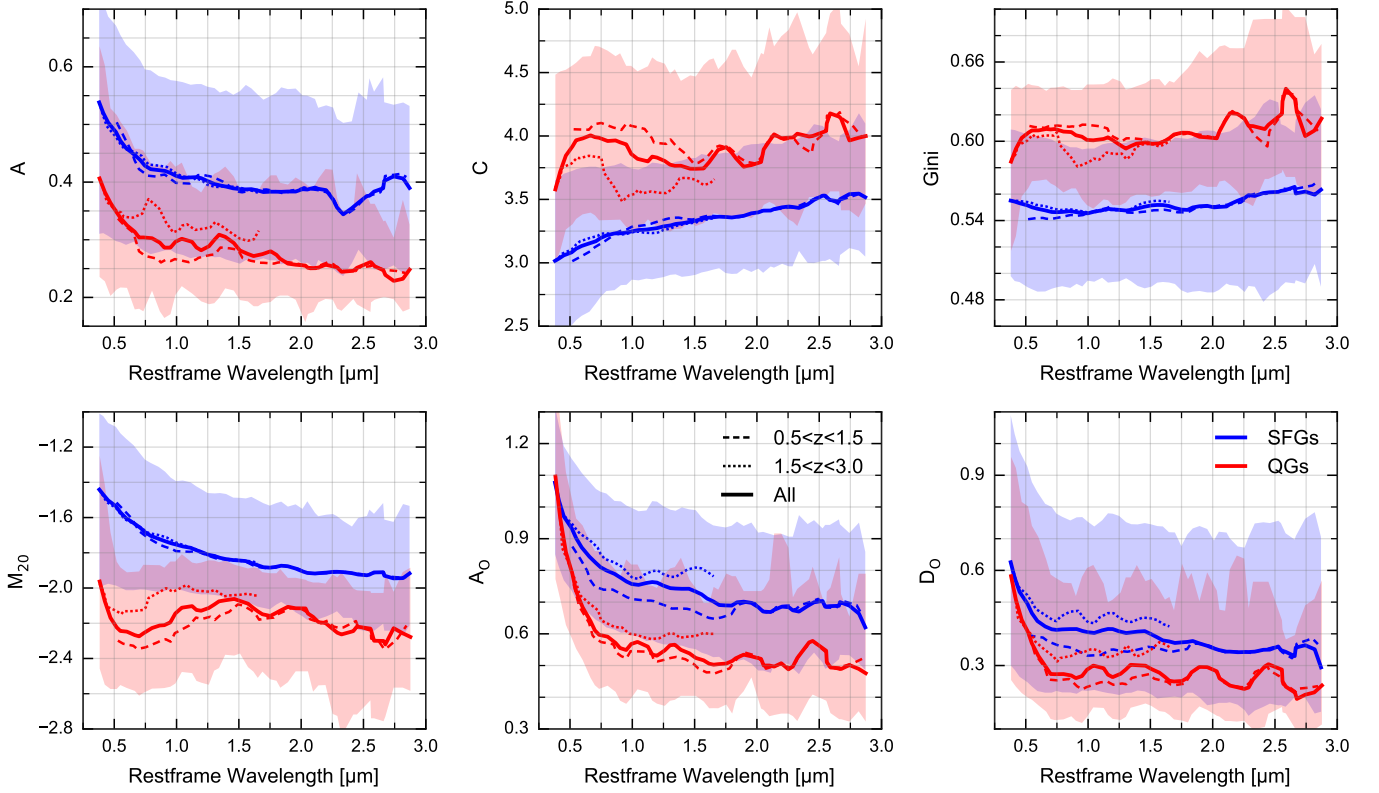 A
0.6
0.4
0.2
0.5 1.0 1.5 2.0 2.5 3.0
Restframe Wavelength [μm]
C
5.0
4.5
4.0
3.5
3.0
2.5
0.5 1.0 1.5 2.0 2.5 3.0
Restframe Wavelength [μm]
Gini
0.66
0.60
0.54
0.48
0.5 1.0 1.5 2.0 2.5 3.0
Restframe Wavelength [μm]
M20
−1.2
−1.6
−2.0
−2.4
−2.8
0.5 1.0 1.5 2.0 2.5 3.0
Restframe Wavelength [μm]
AO
1.2
0.9
0.6
0.3
0.5<z<1.5
1.5<z<3.0
All
0.5 1.0 1.5 2.0 2.5 3.0
Restframe Wavelength [μm]
DO
0.9
0.6
0.3
SFGs
QGs
0.5 1.0 1.5 2.0 2.5 3.0
Restframe Wavelength [μm]